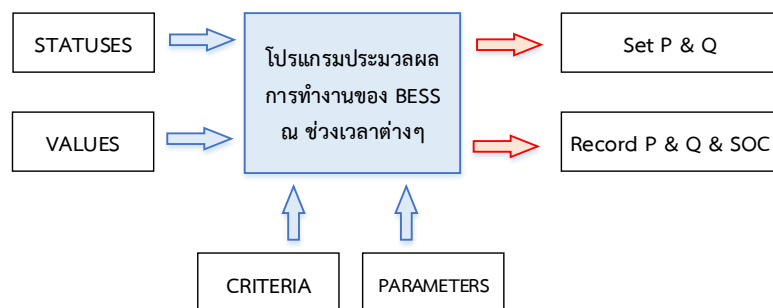 STATUSES
VALUES
โปรแกรมประมวลผล
การทำงานของ BESS
ณ ช่วงเวลาต่างๆ
Set P & Q
Record P & Q & SOC
CRITERIA
PARAMETERS